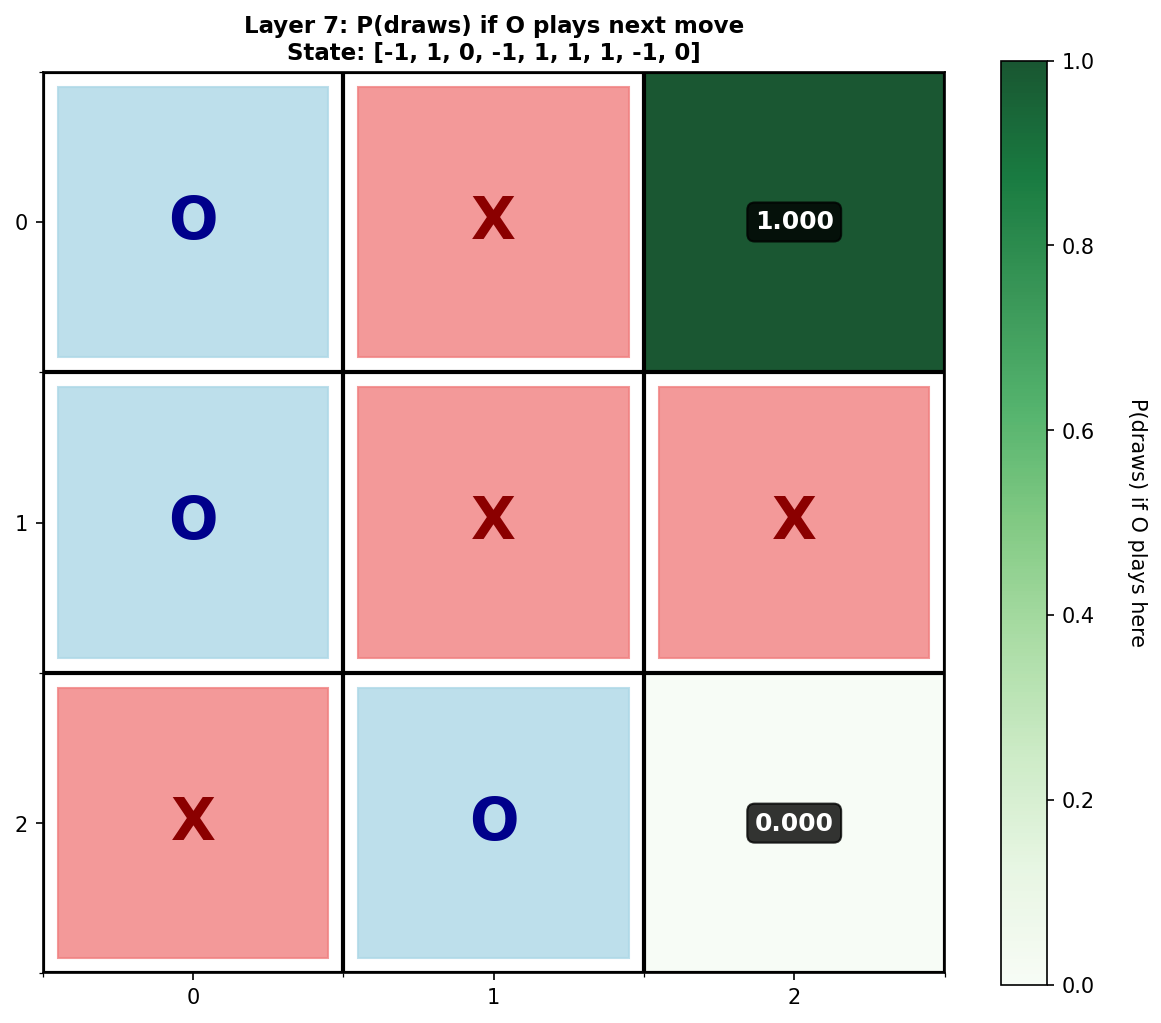 Layer 7: P(draws) if O plays next move
State: [-1, 1, 0, -1, 1, 1, 1, -1, 0]
O
X
1.000
O
X
X
X
O
0.000
0
1
2
0
1
2
1.0
0.8
0.6
0.4
0.2
0.0
P(draws) if O plays here